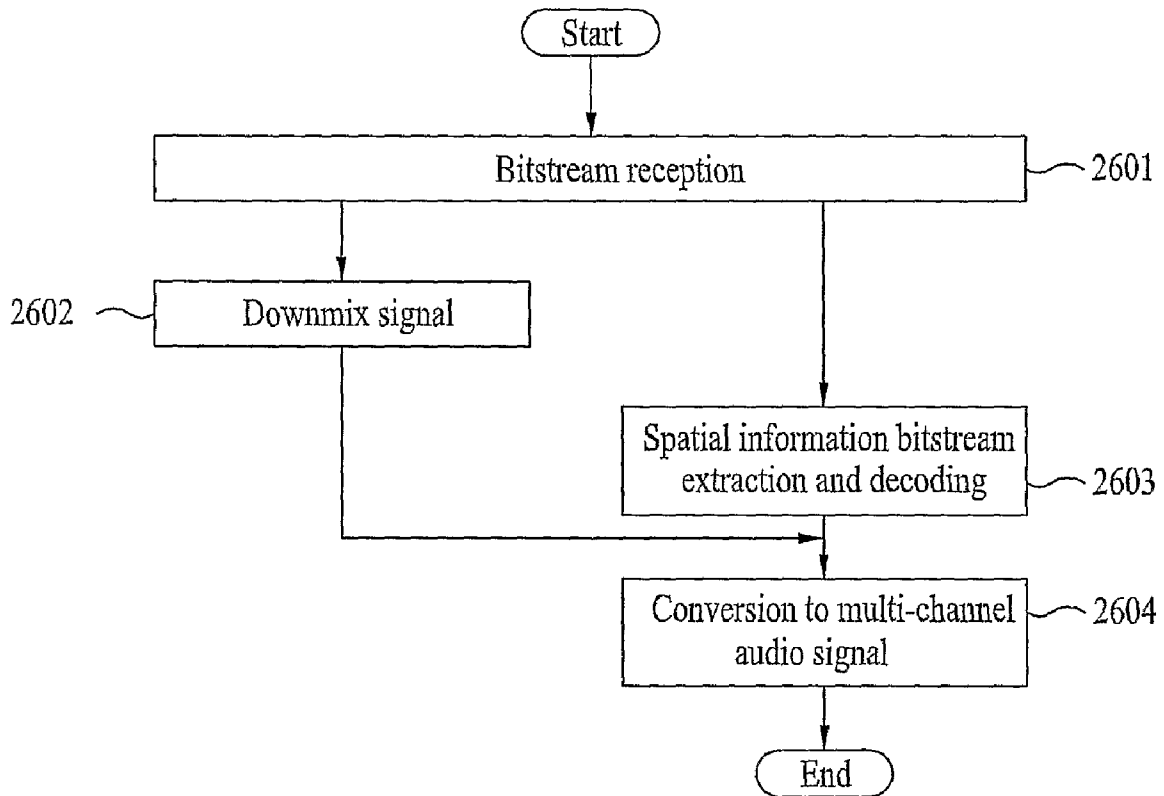 Start
Bitstream reception
2601
2602
Downmix signal
Spatial information bitstream
extraction and decoding
2603
Conversion to multi-channel
audio signal
2604
End